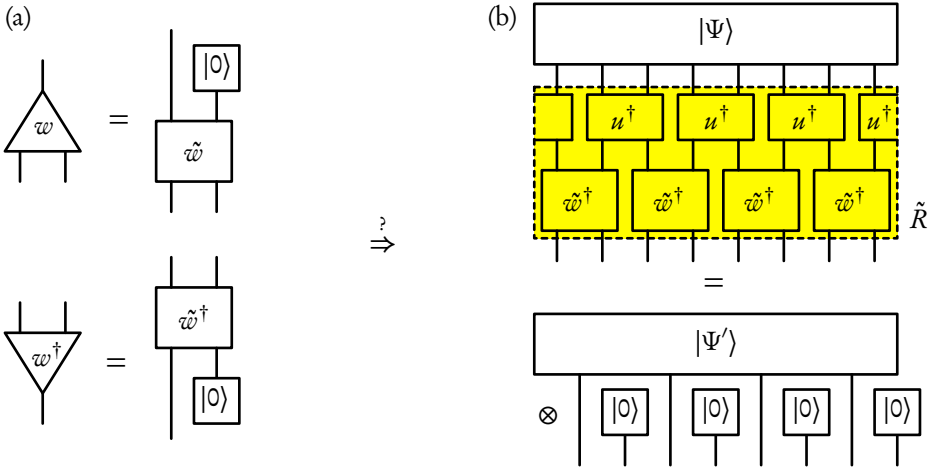 (a)
|0⟩
w = w̃
?
⇒
w† = w̃†
|0⟩
(b)
|Ψ⟩
u† u† u† u†
w̃† w̃† w̃† w̃†
R̃
=
|Ψ′⟩
⊗ |0⟩ |0⟩ |0⟩ |0⟩